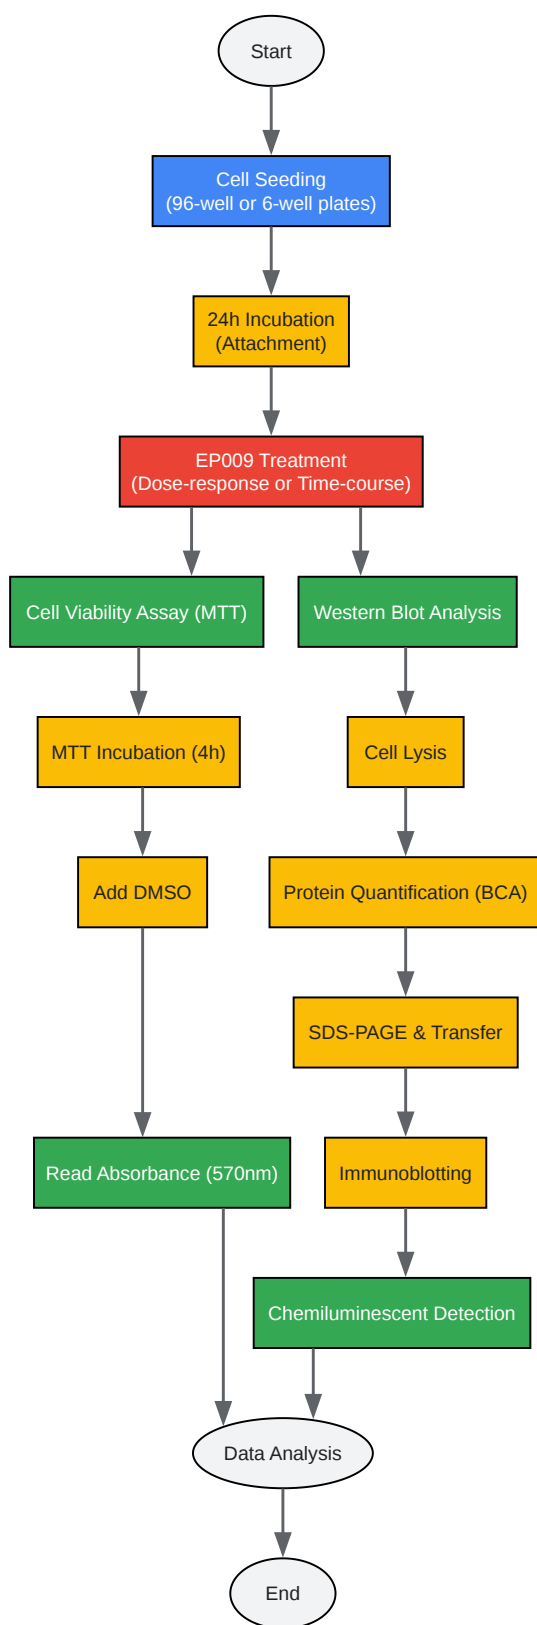 Start
Cell Seeding
(96-well or 6-well plates)
24h Incubation
(Attachment)
EP009 Treatment
(Dose-response or Time-course)
Cell Viability Assay (MTT)
Western Blot Analysis
MTT Incubation (4h)
Cell Lysis
Add DMSO
Protein Quantification (BCA)
SDS-PAGE & Transfer
Read Absorbance (570nm)
Immunoblotting
Chemiluminescent Detection
Data Analysis
End